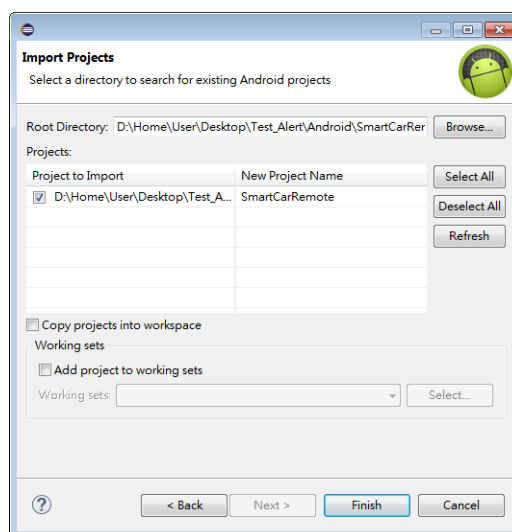 Import Projects
Select a directory to search for existing Android projects
Root Directory: D:\Home\User\Desktop\Test_Alert\Android\SmartCarRer Browse...
Projects:
Project to Import New Project Name Select All
D:\Home\User\Desktop\Test_A... SmartCarRemote
Deselect All
Refresh
Copy projects into workspace
Working sets
Add project to working sets
Working sets: Select...
? < Back Next > Finish Cancel